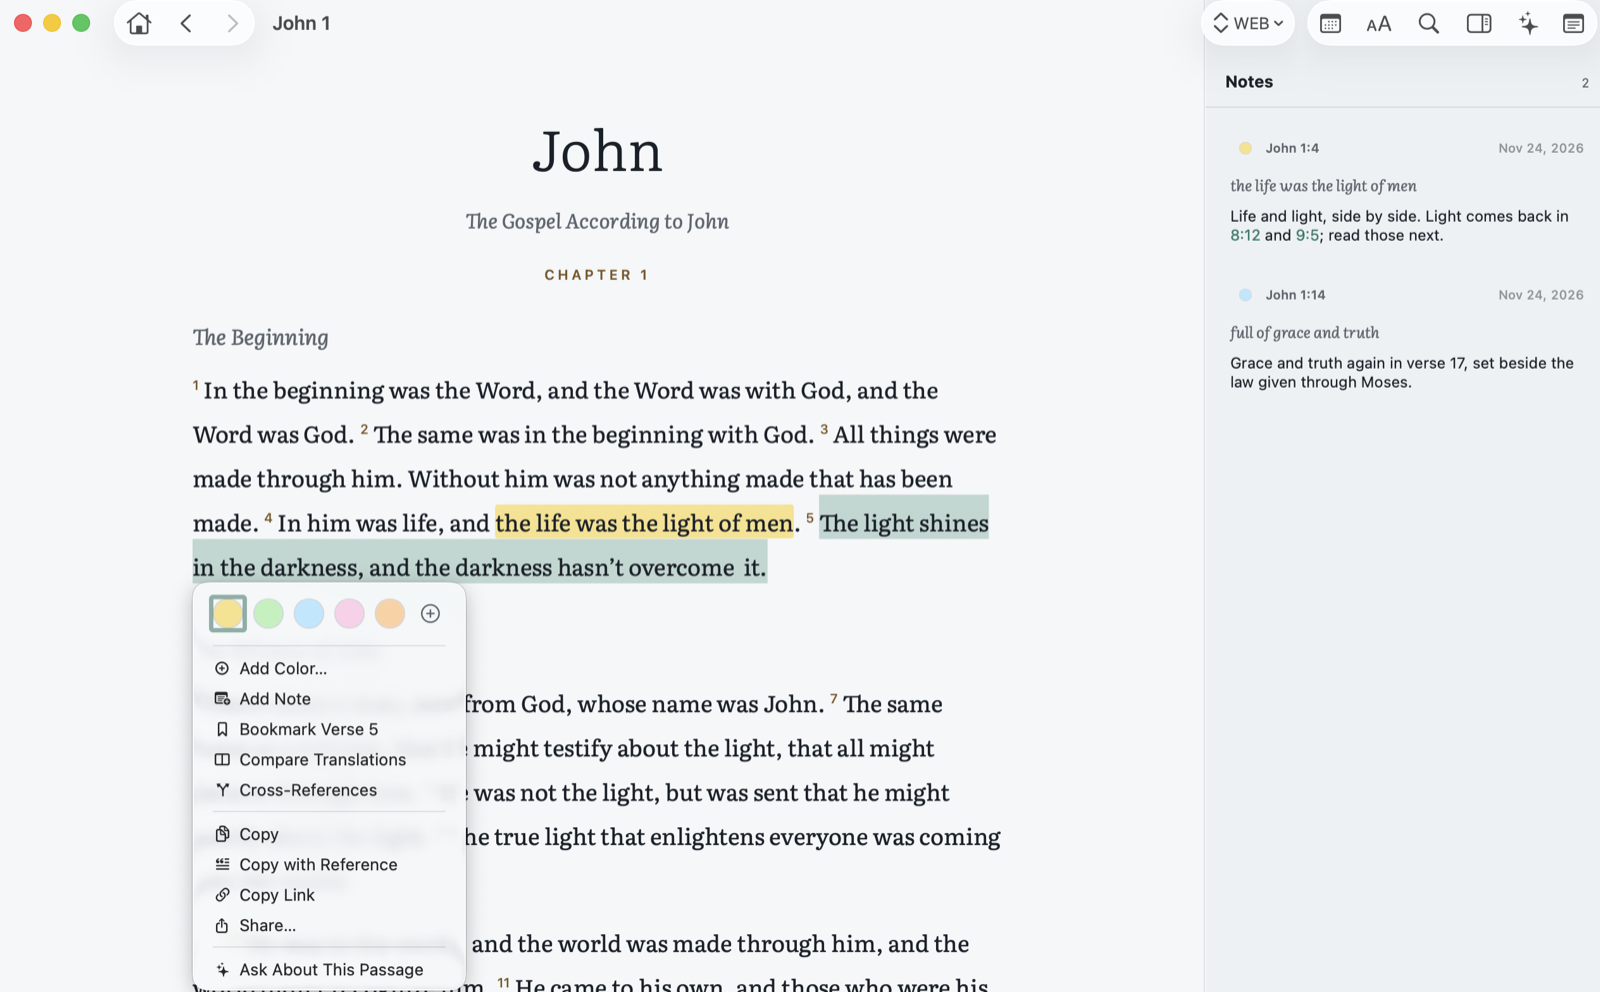 John 1
WEB
AA
Notes
2
John
The Gospel According to John
CHAPTER 1
The Beginning
1 In the beginning was the Word, and the Word was with God, and the
Word was God. 2 The same was in the beginning with God. 3 All things were
made through him. Without him was not anything made that has been
made. 4 In him was life, and the life was the light of men. 5 The light shines
in the darkness, and the darkness hasn’t overcome it.
from God, whose name was John. 7 The same
might testify about the light, that all might
was not the light, but was sent that he might
he true light that enlightens everyone was coming
and the world was made through him, and the
11 He came to his own, and those who were his
Add Color...
Add Note
Bookmark Verse 5
Compare Translations
Cross-References
Copy
Copy with Reference
Copy Link
Share...
Ask About This Passage
John 1:4
Nov 24, 2026
the life was the light of men
Life and light, side by side. Light comes back in
8:12 and 9:5; read those next.
John 1:14
Nov 24, 2026
full of grace and truth
Grace and truth again in verse 17, set beside the
law given through Moses.